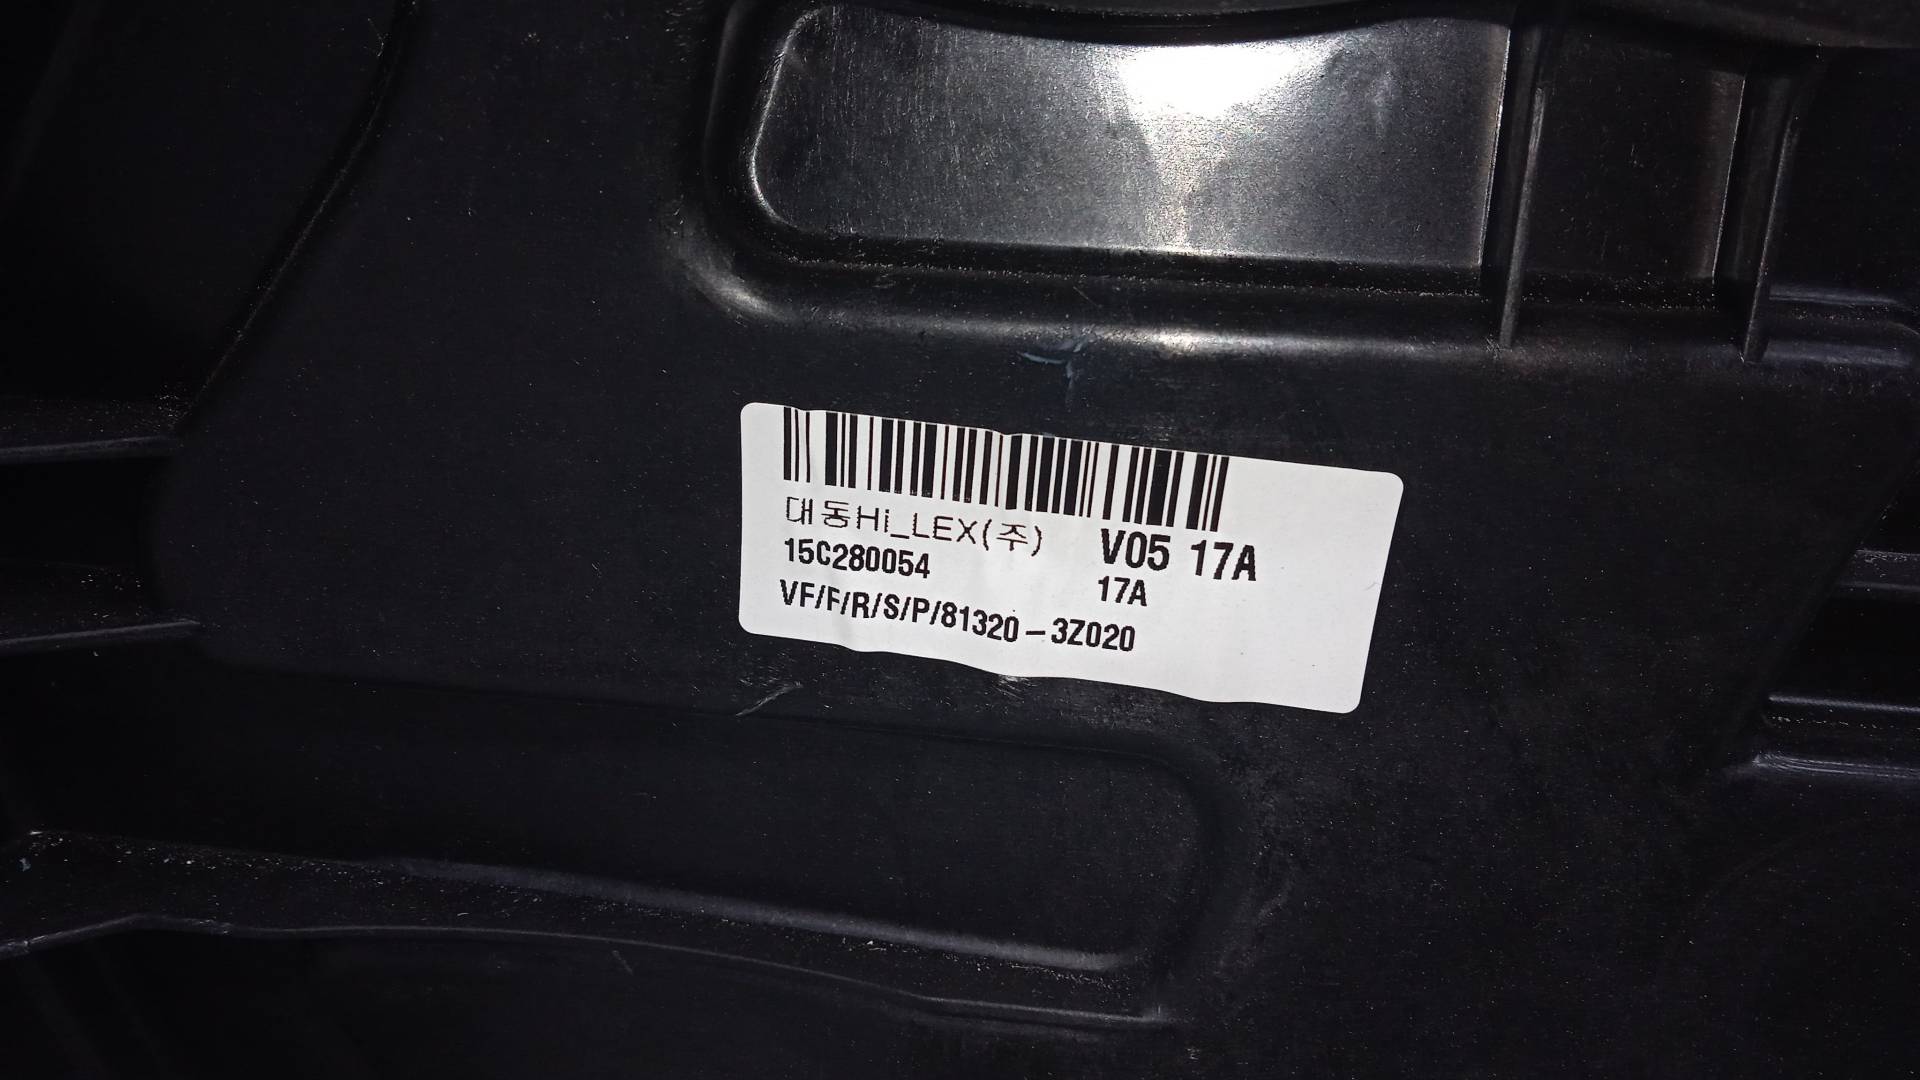 대동Hi_LEX(주)
V05 17A
15C280054
17A
VF/F/R/S/P/81320-3Z020